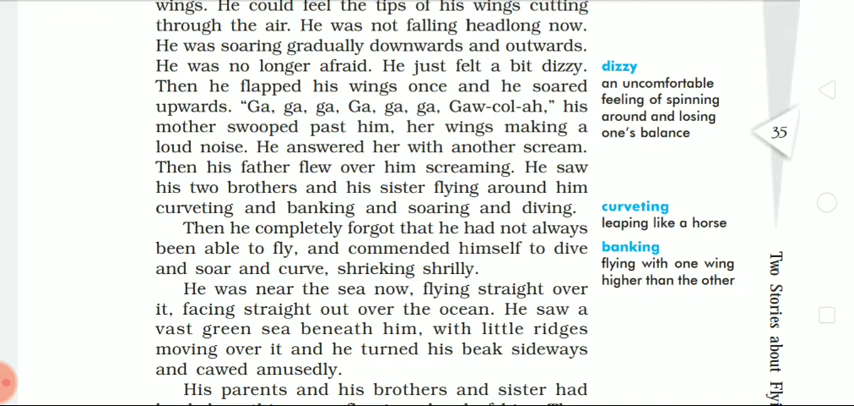 wings. He could feel the tips of his wings cutting
through the air. He was not falling headlong now.
He was soaring gradually downwards and outwards.
He was no longer afraid. He just felt a bit dizzy.
Then he flapped his wings once and he soared
upwards. “Ga, ga, ga, Ga, ga, ga, Gaw-col-ah,” his
mother swooped past him, her wings making a
loud noise. He answered her with another scream.
Then his father flew over him screaming. He saw
his two brothers and his sister flying around him
curveting and banking and soaring and diving.
Then he completely forgot that he had not always
been able to fly, and commended himself to dive
and soar and curve, shrieking shrilly.
He was near the sea now, flying straight over
it, facing straight out over the ocean. He saw a
vast green sea beneath him, with little ridges
moving over it and he turned his beak sideways
and cawed amusedly.
His parents and his brothers and sister had
dizzy
an uncomfortable
feeling of spinning
around and losing
one’s balance
curveting
leaping like a horse
banking
flying with one wing
higher than the other
35
Two Stories about